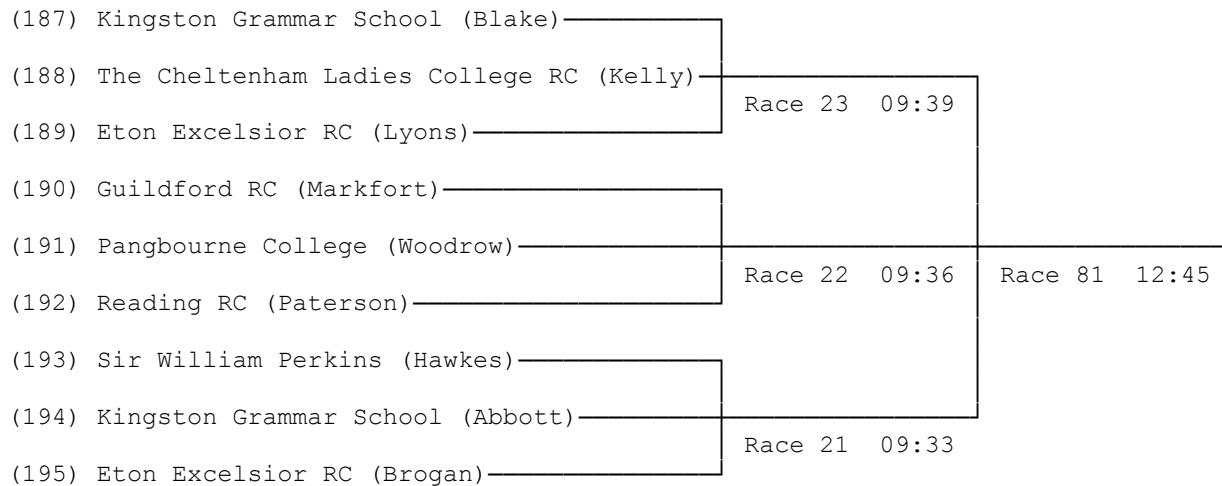 (187) Kingston Grammar School (Blake)
(188) The Cheltenham Ladies College RC (Kelly)
Race 23 09:39
(189) Eton Excelsior RC (Lyons)
(190) Guildford RC (Markfort)
(191) Pangbourne College (Woodrow)
Race 22 09:36 Race 81 12:45
(192) Reading RC (Paterson)
(193) Sir William Perkins (Hawkes)
(194) Kingston Grammar School (Abbott)
Race 21 09:33
(195) Eton Excelsior RC (Brogan)